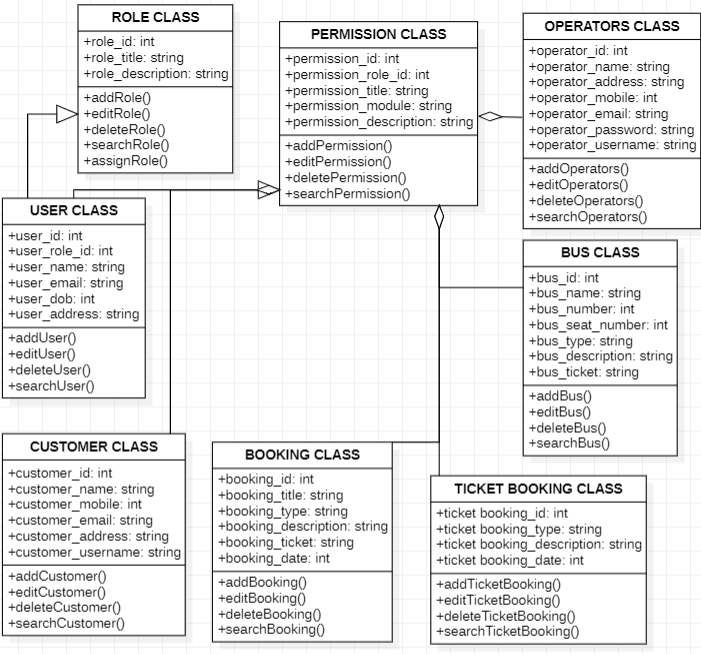 ROLE CLASS
+role_id: int
+role_title: string
+role_description: string
+addRole()
+editRole()
+deleteRole()
+searchRole()
+assignRole()
PERMISSION CLASS
+permission_id: int
+permission_role_id: int
+permission_title: string
+permission_module: string
+permission_description: string
+addPermission()
+editPermission()
+deletePermission()
+searchPermission()
OPERATORS CLASS
+operator_id: int
+operator_name: string
+operator_address: string
+operator_mobile: int
+operator_email: string
+operator_password: string
+operator_username: string
+addOperators()
+editOperators()
+deleteOperators()
+searchOperators()
USER CLASS
+user_id: int
+user_role_id: int
+user_name: string
+user_email: string
+user_dob: int
+user_address: string
+addUser()
+editUser()
+deleteUser()
+searchUser()
BUS CLASS
+bus_id: int
+bus_name: string
+bus_number: int
+bus_seat_number: int
+bus_type: string
+bus_description: string
+bus_ticket: string
+addBus()
+editBus()
+deleteBus()
+searchBus()
CUSTOMER CLASS
+customer_id: int
+customer_name: string
+customer_mobile: int
+customer_email: string
+customer_address: string
+customer_username: string
+addCustomer()
+editCustomer()
+deleteCustomer()
+searchCustomer()
BOOKING CLASS
+booking_id: int
+booking_title: string
+booking_type: string
+booking_description: string
+booking_ticket: string
+booking_date: int
+addBooking()
+editBooking()
+deleteBooking()
+searchBooking()
TICKET BOOKING CLASS
+ticket booking_id: int
+ticket booking_type: string
+ticket booking_description: string
+ticket booking_date: int
+addTicketBooking()
+editTicketBooking()
+deleteTicketBooking()
+searchTicketBooking()